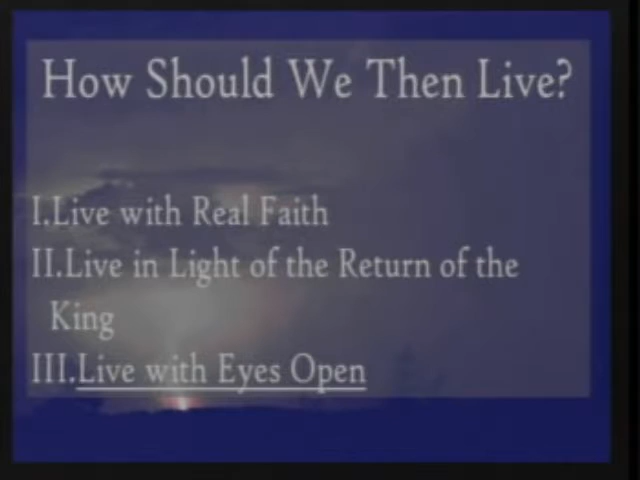 How Should We Then Live?
I.Live with Real Faith
II.Live in Light of the Return of the
King
III.Live with Eyes Open